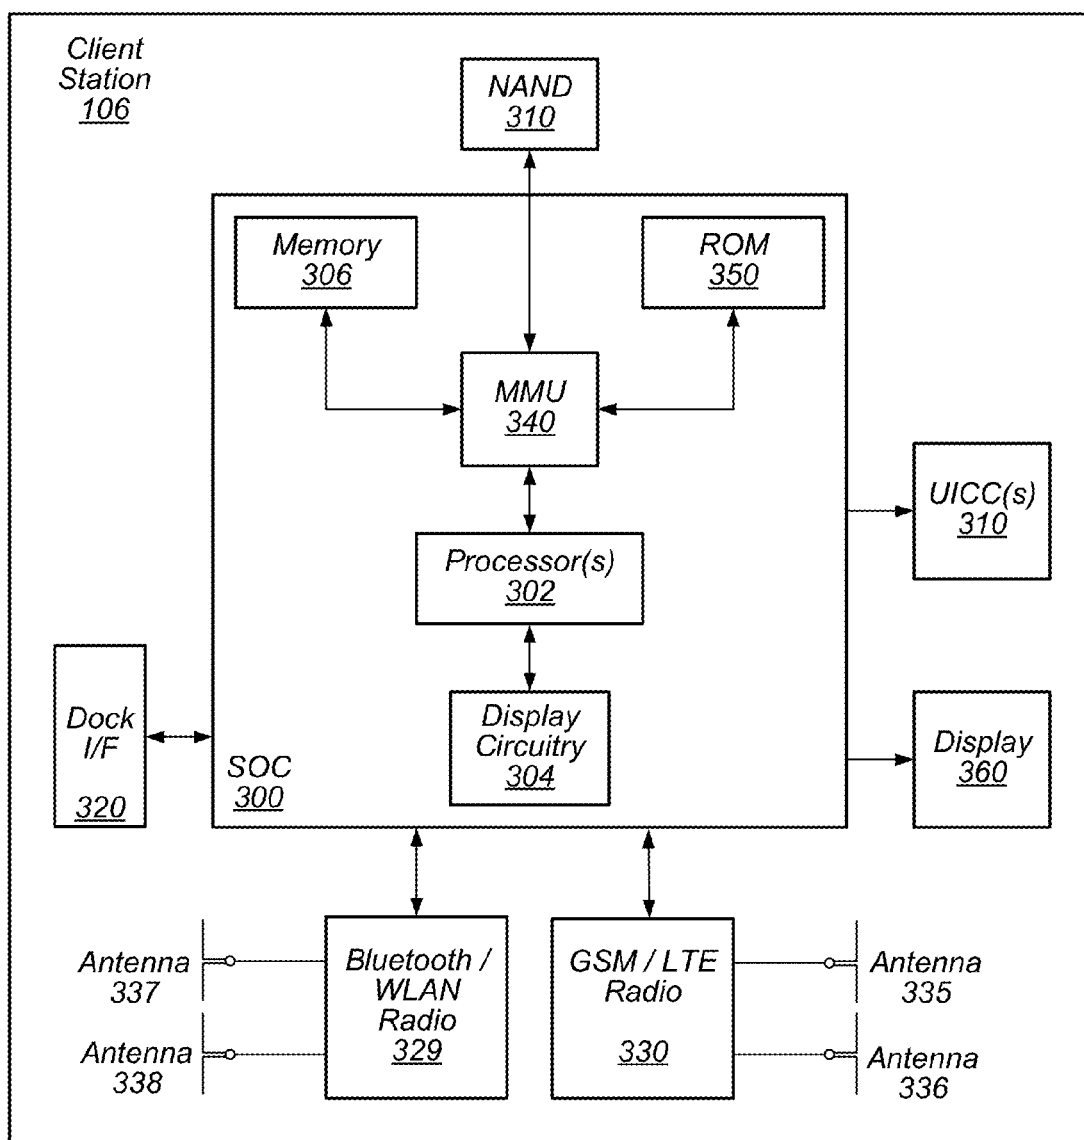 Client
Station
106
NAND
310
Memory
306
ROM
350
MMU
340
UICC(s)
310
Processor(s)
302
Dock
I/F
320
Display
Circuitry
304
SOC
300
Display
360
Antenna
337
Bluetooth /
WLAN
Radio
329
Antenna
338
GSM / LTE
Radio
330
Antenna
335
Antenna
336